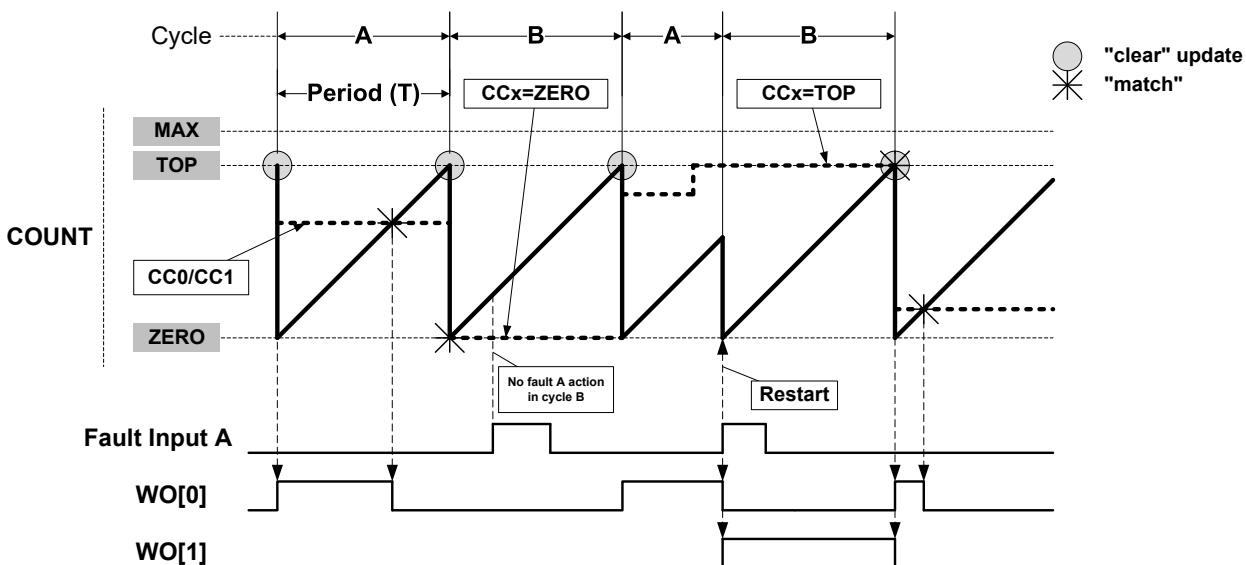 Cycle A B A B
"clear" update
"match"
Period (T)
CCx=ZERO
CCx=TOP
MAX
TOP
COUNT
CC0/CC1
ZERO
No fault A action
in cycle B
Restart
Fault Input A
WO[0]
WO[1]